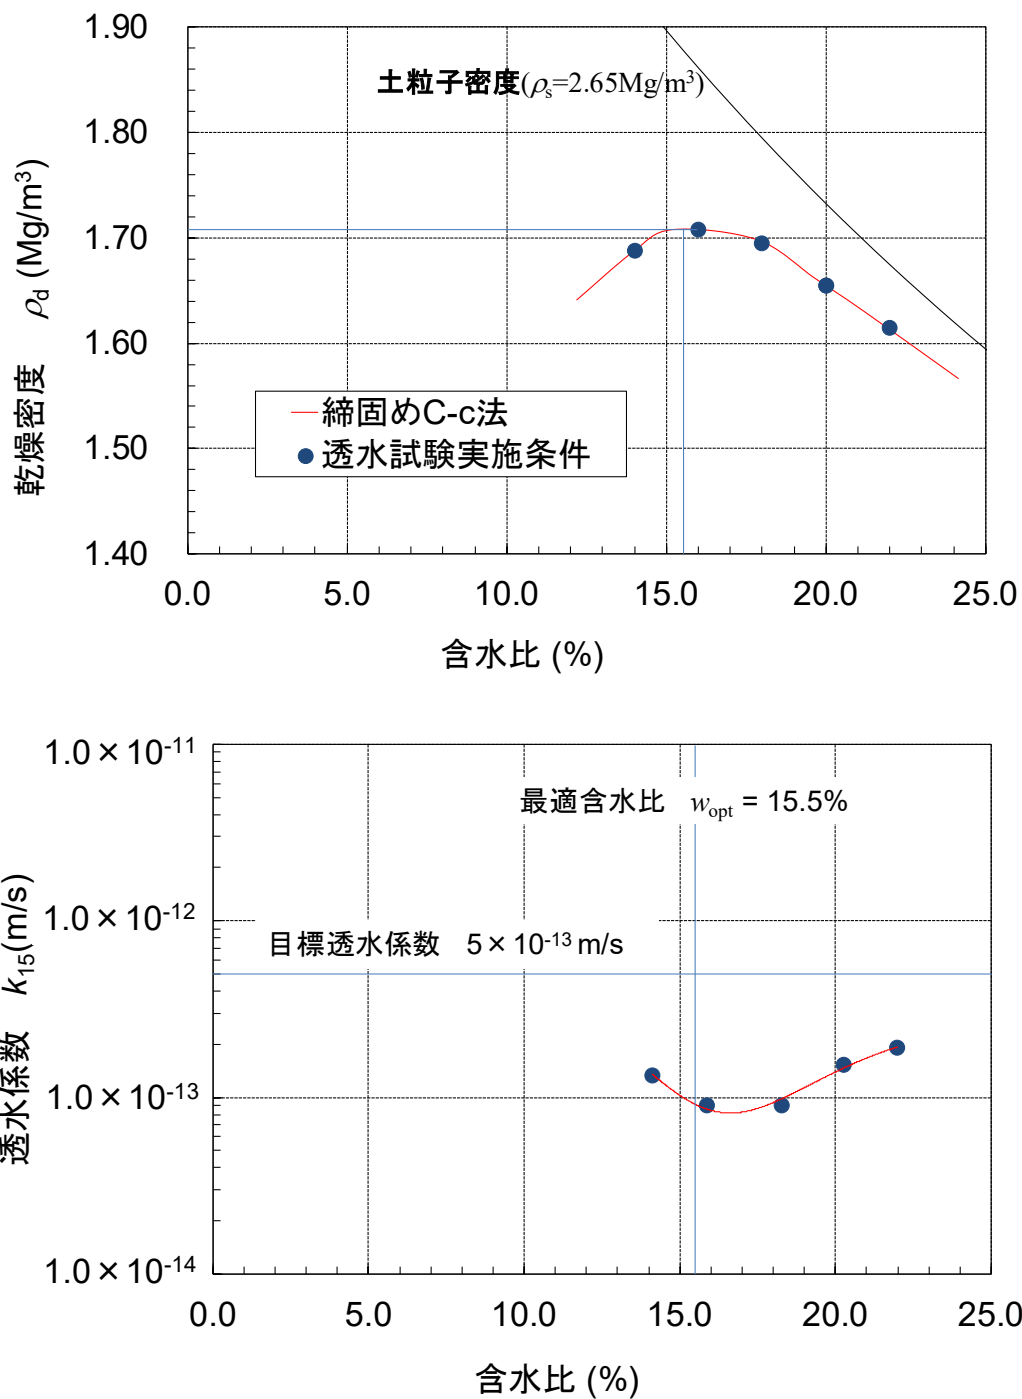 1.90
土粒子密度(ρs=2.65Mg/m³)
1.80
1.70
1.60
1.50
1.40
乾燥密度 ρd (Mg/m³)
締固めC-c法
透水試験実施条件
0.0 5.0 10.0 15.0 20.0 25.0
含水比 (%)
1.0×10⁻¹¹
最適含水比 wopt = 15.5%
1.0×10⁻¹²
目標透水係数 5×10⁻¹³ m/s
1.0×10⁻¹³
1.0×10⁻¹⁴
透水係数 k15(m/s)
0.0 5.0 10.0 15.0 20.0 25.0
含水比 (%)